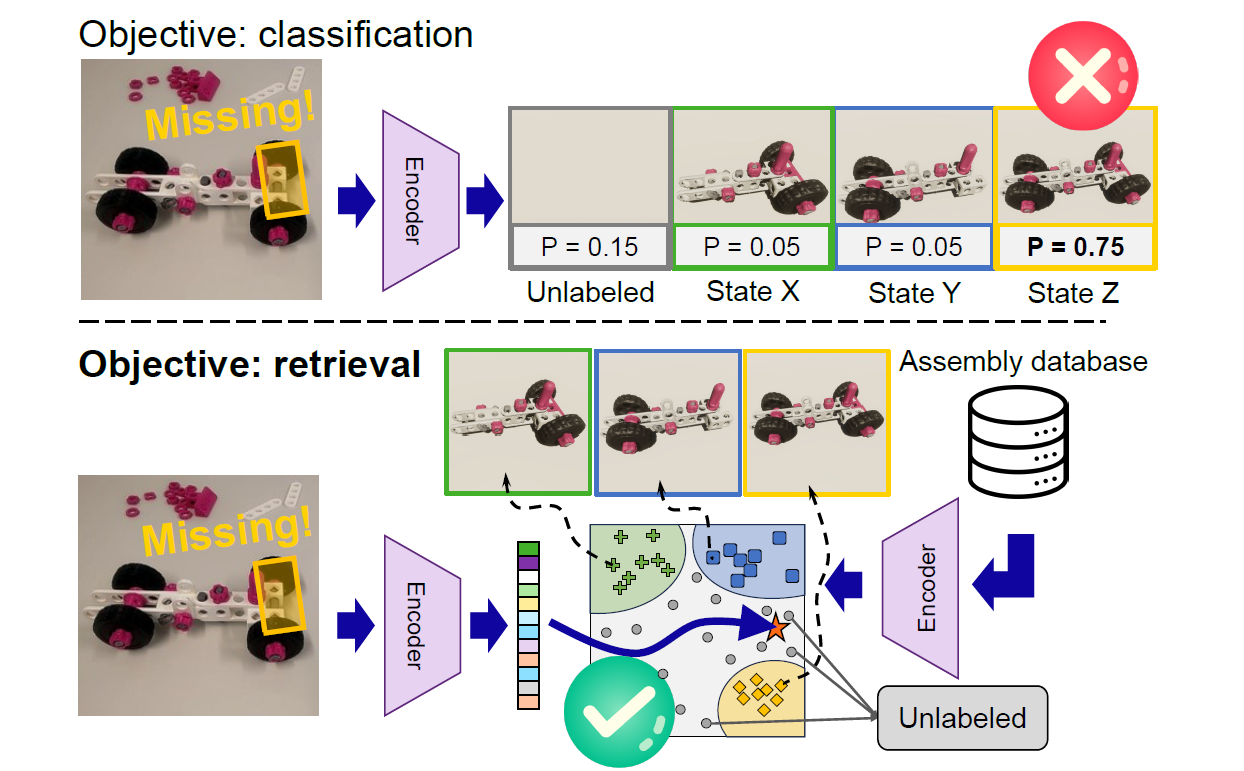 Objective: classification
Missing!
Encoder
P = 0.15
P = 0.05
P = 0.05
P = 0.75
Unlabeled
State X
State Y
State Z
Objective: retrieval
Assembly database
Missing!
Encoder
Encoder
Unlabeled